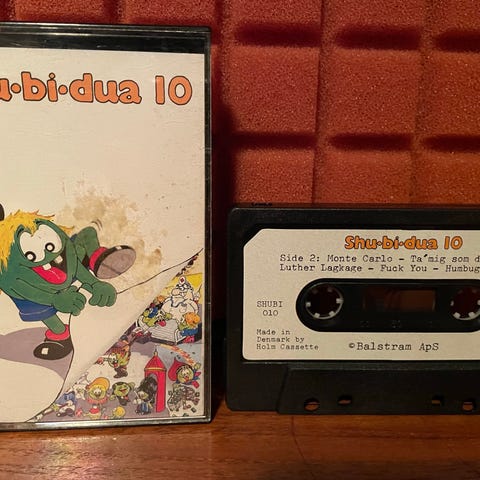 u·bi·dua 10
Shu·bi·dua 10
Side 2: Monte Carlo - Ta´mig som d
Luther Lagkage - Fuck You - Humbug
SHUBI
010
Made in
Denmark by
Holm Cassette
©Balstram ApS